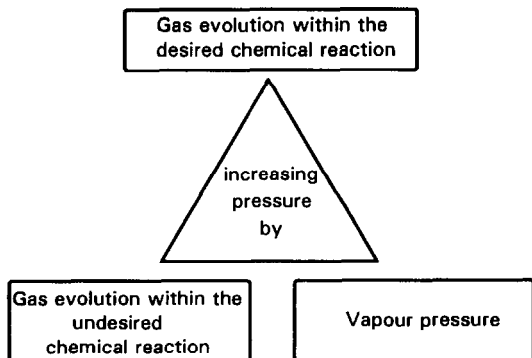 Gas evolution within the
desired chemical reaction
increasing
pressure
by
Gas evolution within the
undesired
chemical reaction
Vapour pressure